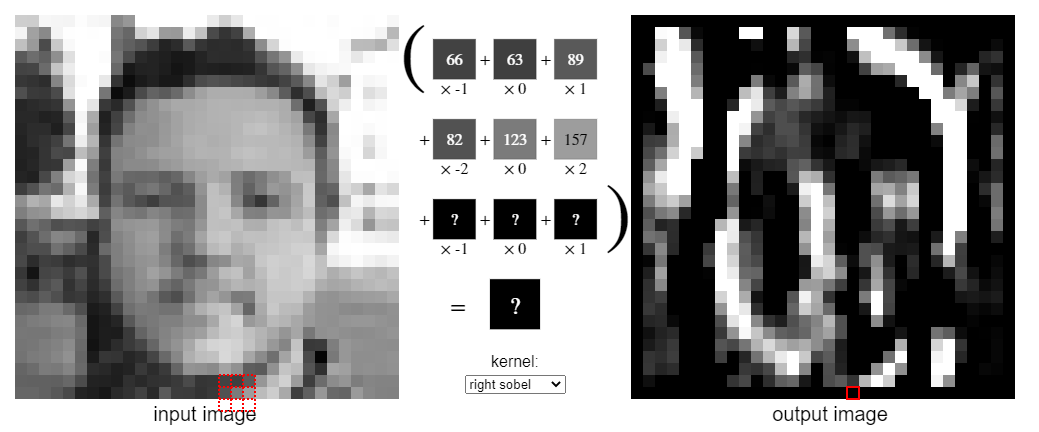 ( 66 + 63 + 89
× -1 × 0 × 1
+ 82 + 123 + 157
× -2 × 0 × 2
+ ? + ? + ? )
× -1 × 0 × 1
= ?
kernel:
right sobel
input image
output image